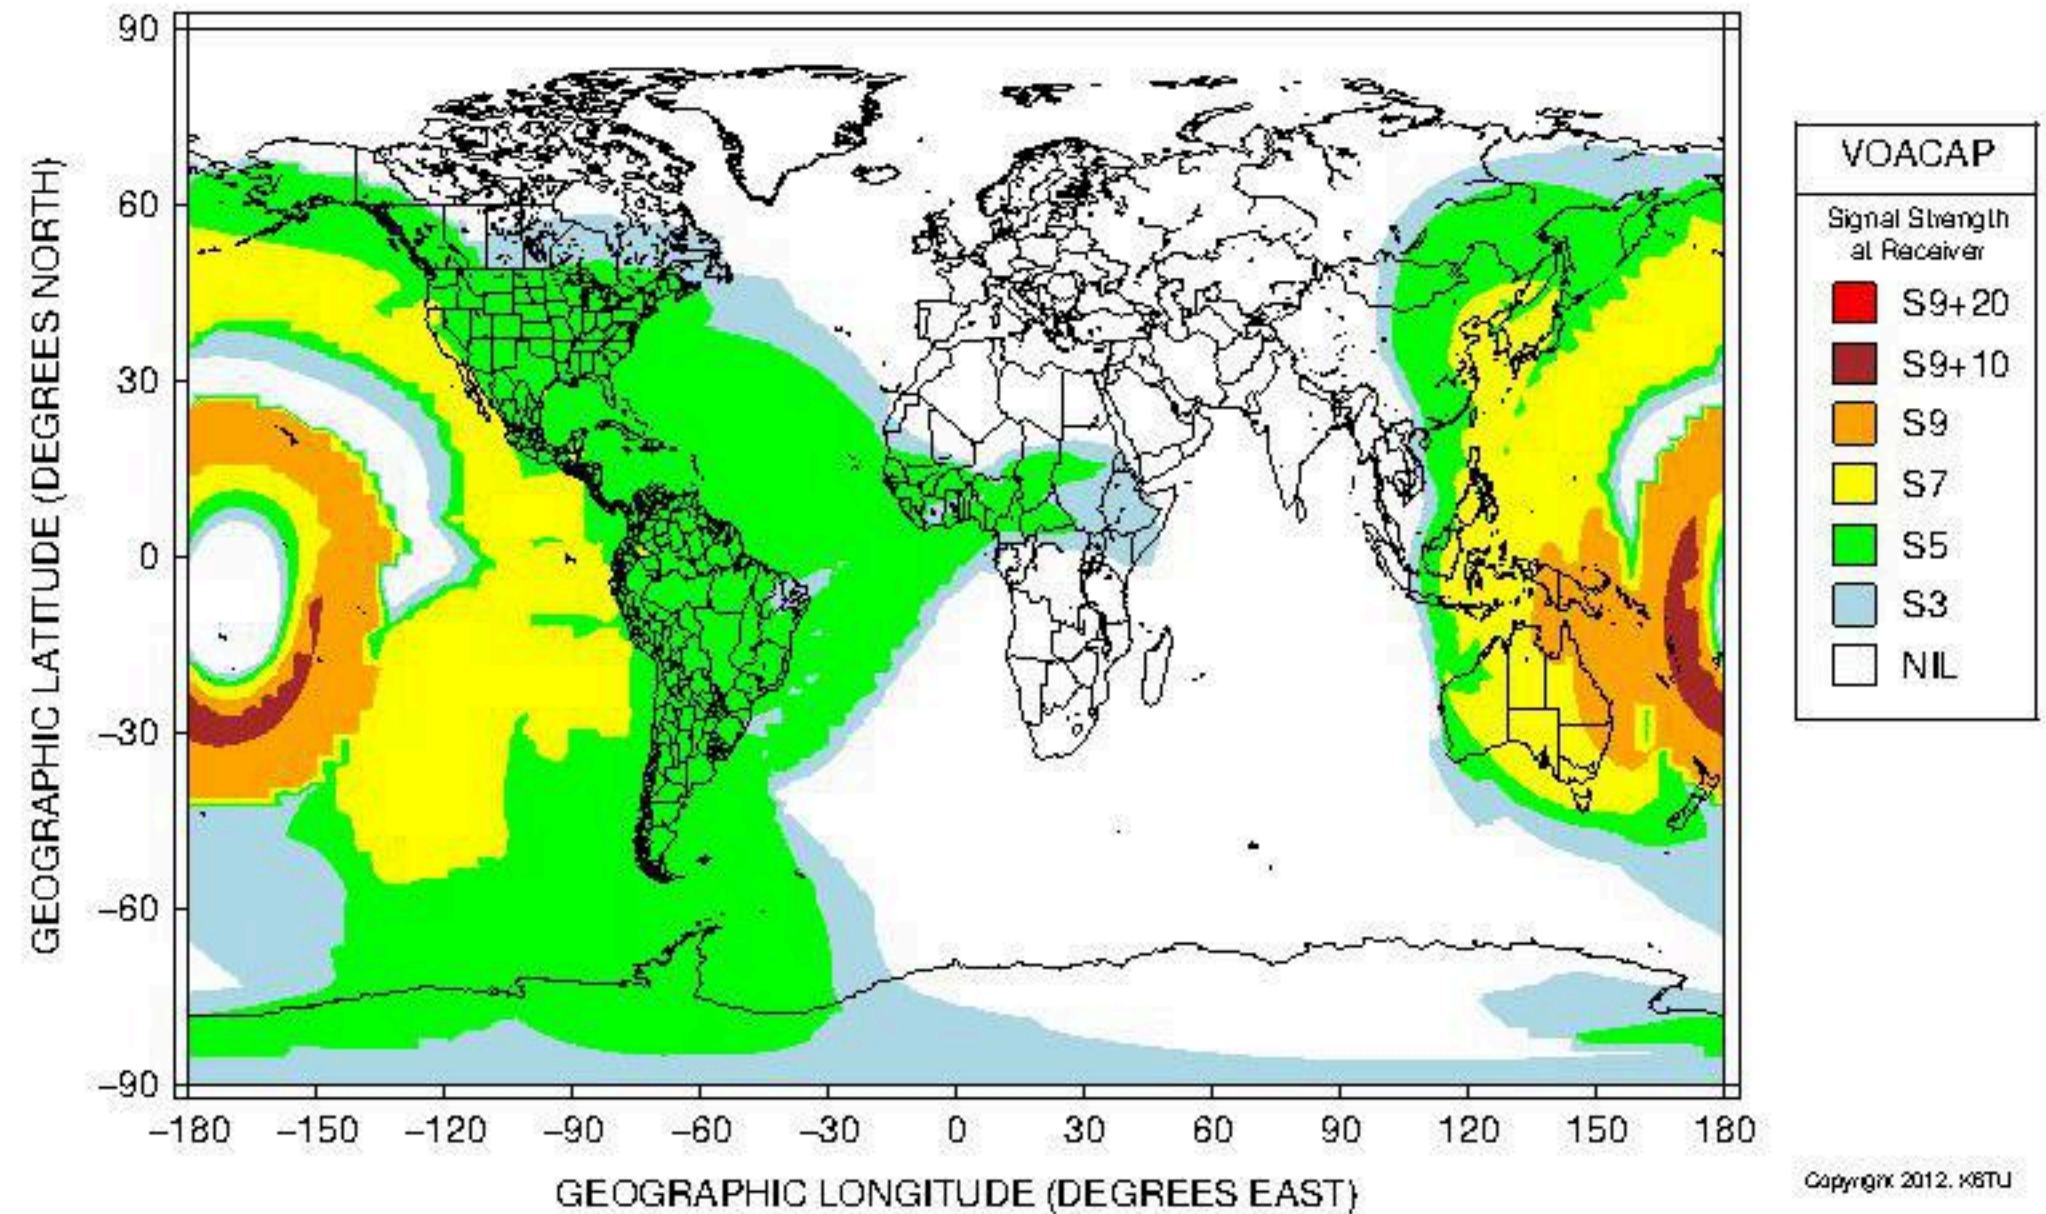 90
60
30
0
−30
−60
−90
GEOGRAPHIC LATITUDE (DEGREES NORTH)
−180 −150 −120 −90 −60 −30 0 30 60 90 120 150 180
GEOGRAPHIC LONGITUDE (DEGREES EAST)
VOACAP
Signal Strength
at Receiver
S9+20
S9+10
S9
S7
S5
S3
NIL
Copyright 2012, K6TU